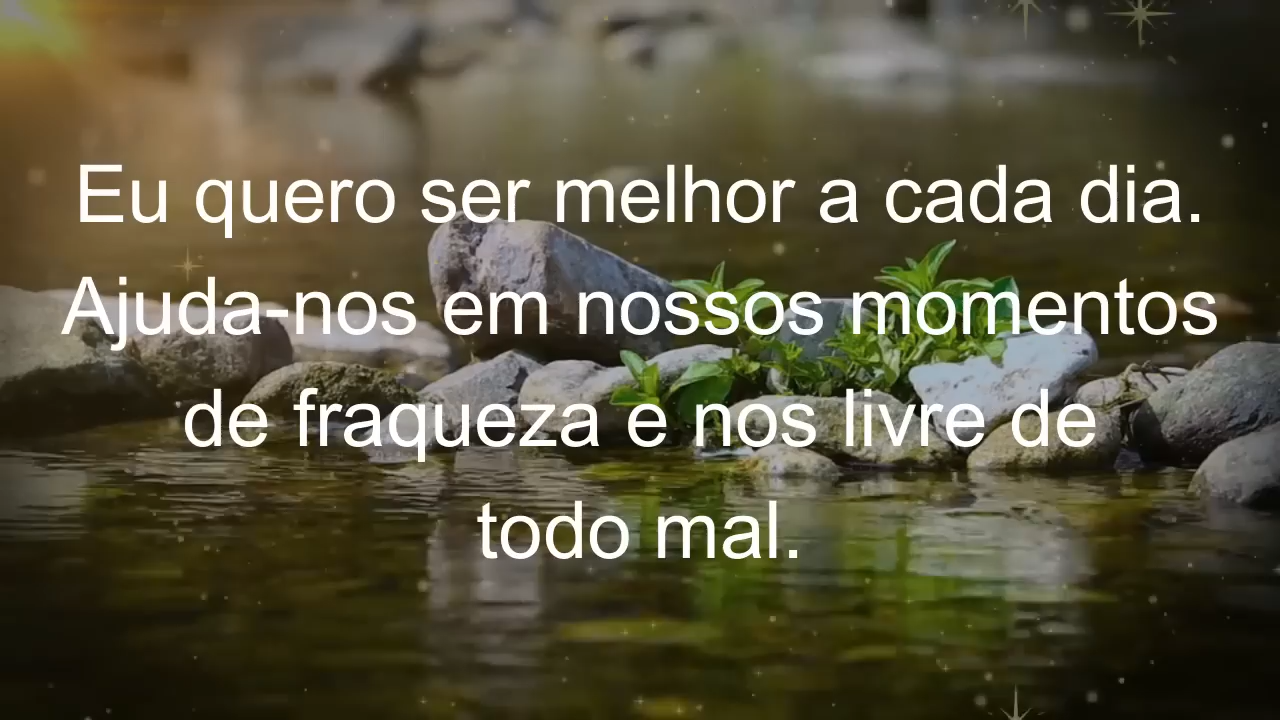 Eu quero ser melhor a cada dia.
Ajuda-nos em nossos momentos
de fraqueza e nos livre de
todo mal.